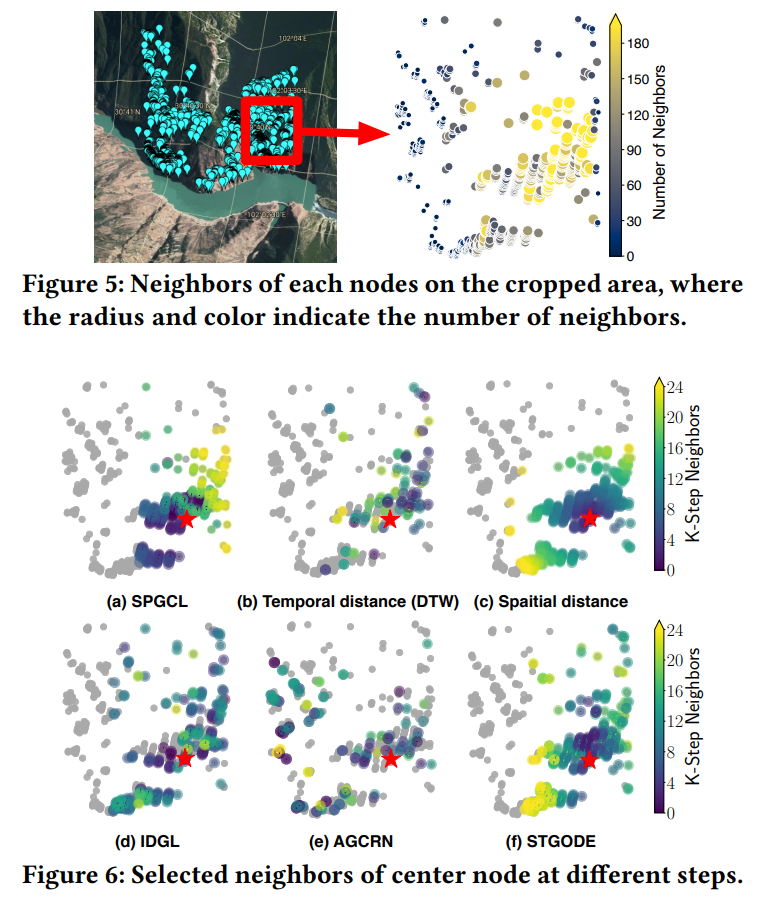 102°04'E
30°41'N
180
150
120
90
60
30
0
Number of Neighbors
Figure 5: Neighbors of each nodes on the cropped area, where
the radius and color indicate the number of neighbors.
24
20
16
12
8
4
0
K-Step Neighbors
(a) SPGCL
(b) Temporal distance (DTW)
(c) Spaitial distance
24
20
16
12
8
4
0
K-Step Neighbors
(d) IDGL
(e) AGCRN
(f) STGODE
Figure 6: Selected neighbors of center node at different steps.